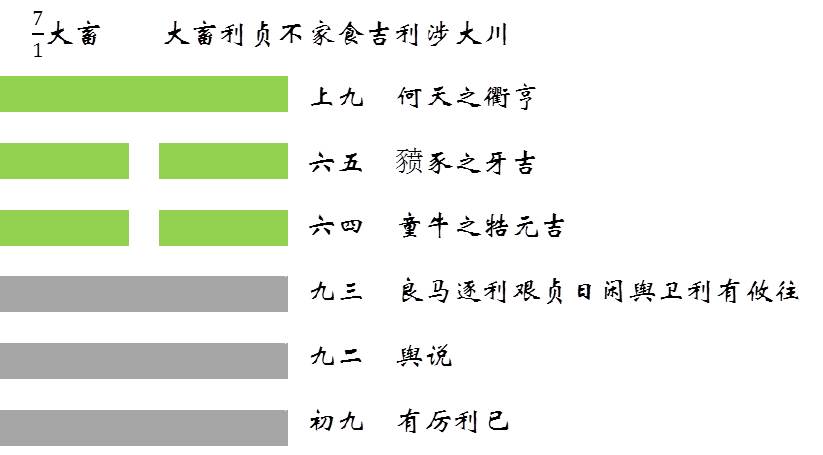 7/1大畜 大畜利贞不家食吉利涉大川
上九 何天之衢亨
六五 豮豕之牙吉
六四 童牛之牿元吉
九三 良马逐利艰贞日闲舆卫利有攸往
九二 舆说
初九 有厉利已